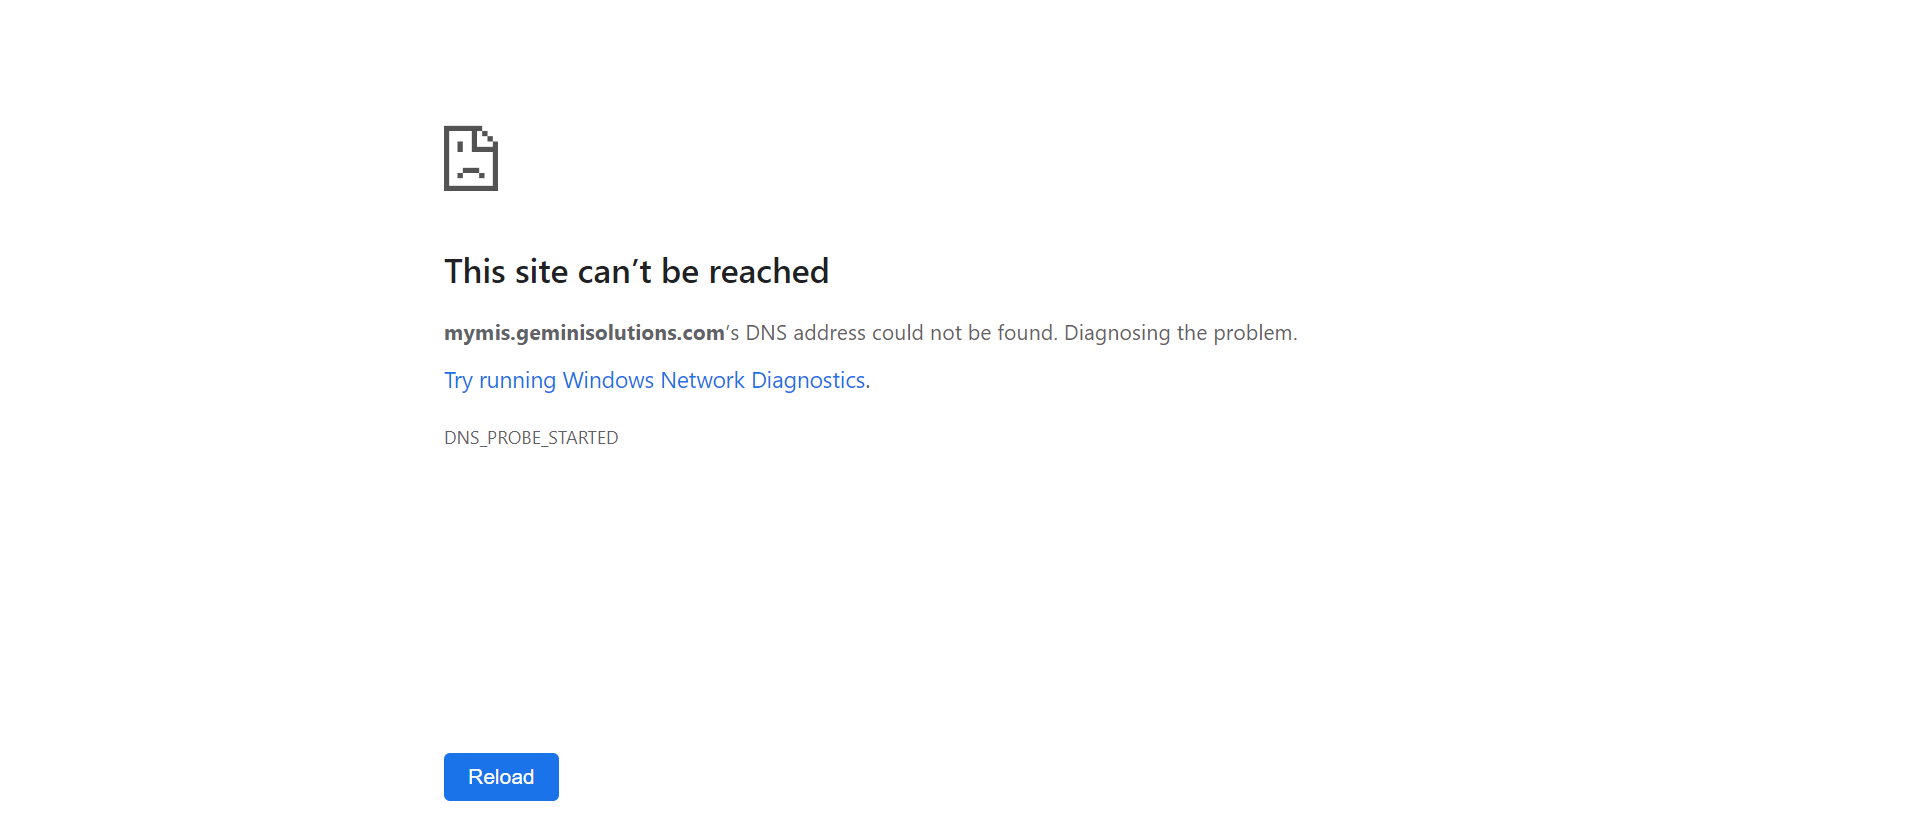 This site can’t be reached
mymis.geminisolutions.com’s DNS address could not be found. Diagnosing the problem.
Try running Windows Network Diagnostics.
DNS_PROBE_STARTED
Reload